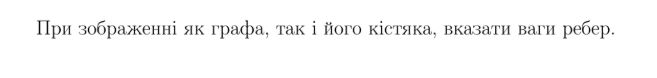 При зображенні як графа, так і його кістяка, вказати ваги ребер.